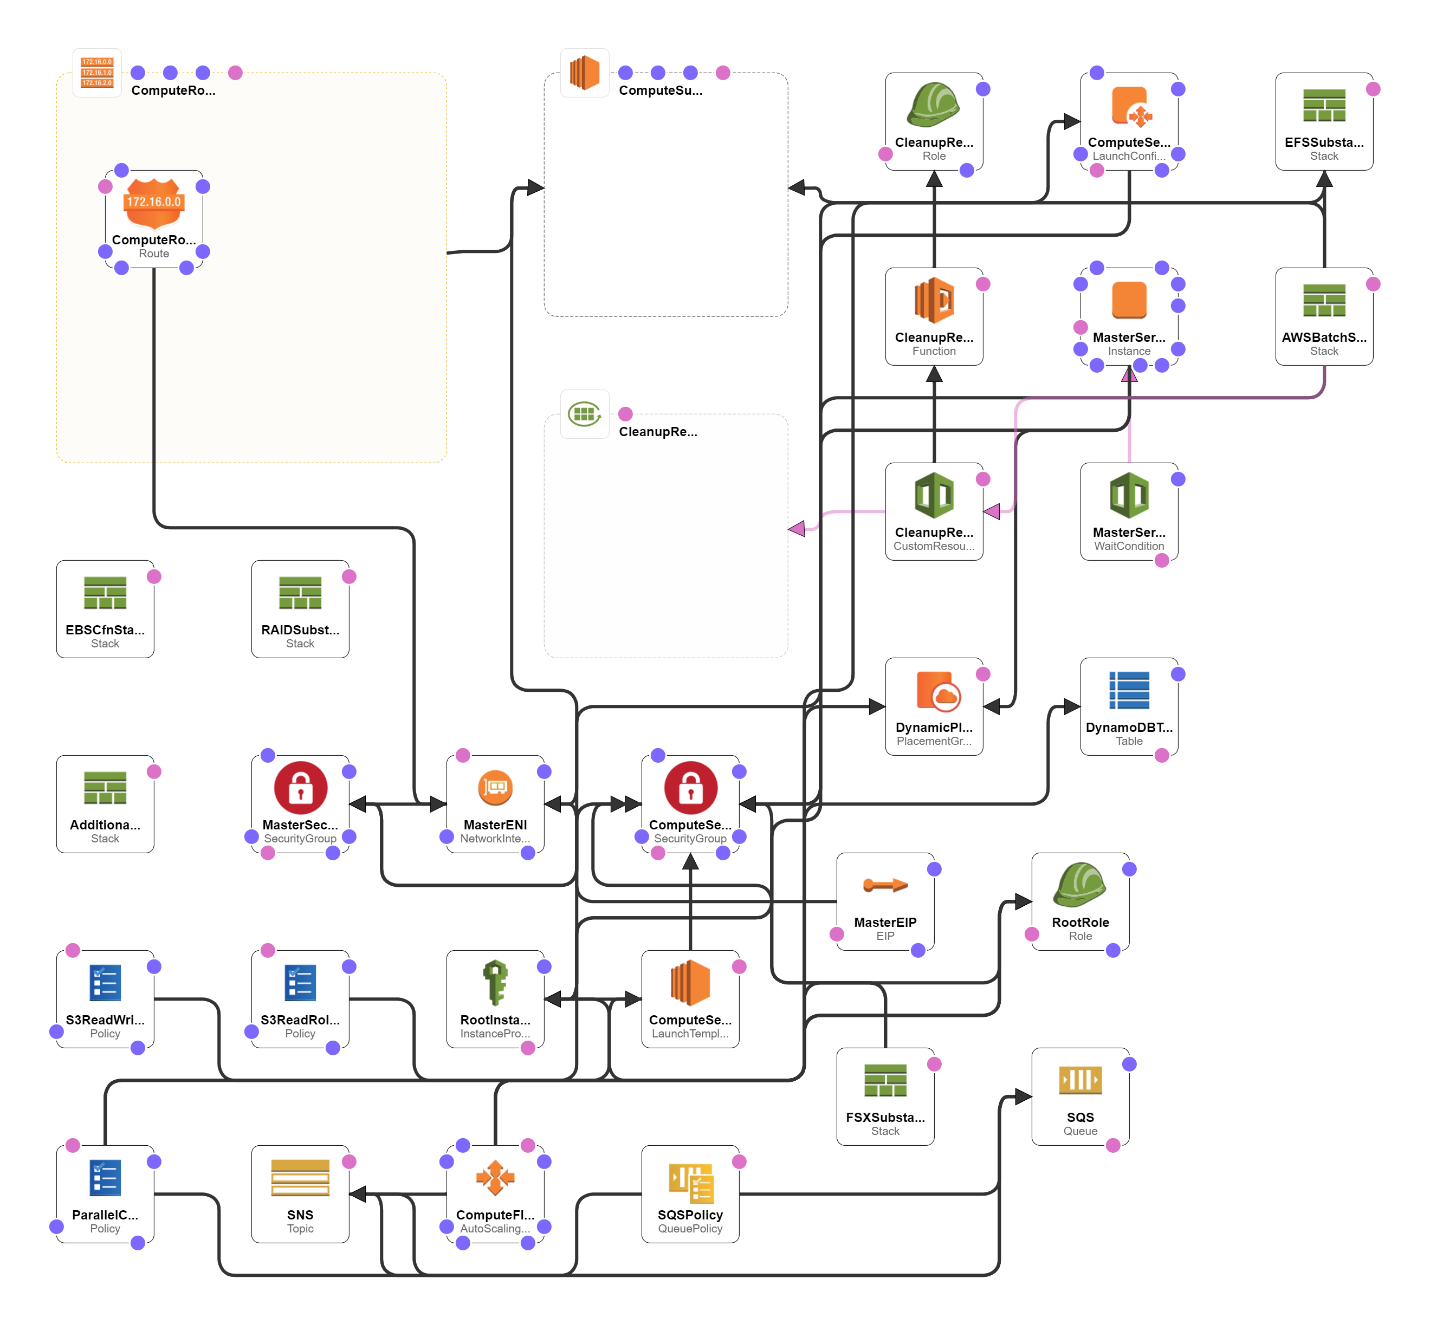 172.16.0.0
172.16.1.0
172.16.2.0
ComputeRo...
ComputeSu...
CleanupRe...
Role
ComputeSe...
LaunchConfi...
EFSSubsta...
Stack
172.16.0.0
ComputeRo...
Route
CleanupRe...
Function
MasterSer...
Instance
AWSBatchS...
Stack
CleanupRe...
CleanupRe...
CustomResou...
MasterSer...
WaitCondition
EBSCfnSta...
Stack
RAIDSubst...
Stack
DynamicPl...
PlacementGr...
DynamoDBT...
Table
Additiona...
Stack
MasterSec...
SecurityGroup
MasterENI
NetworkInte...
ComputeSe...
SecurityGroup
MasterEIP
EIP
RootRole
Role
S3ReadWri...
Policy
S3ReadRol...
Policy
RootInsta...
InstancePro...
ComputeSe...
LaunchTempl...
FSXSubsta...
Stack
SQS
Queue
ParallelC...
Policy
SNS
Topic
ComputeFl...
AutoScaling...
SQSPolicy
QueuePolicy